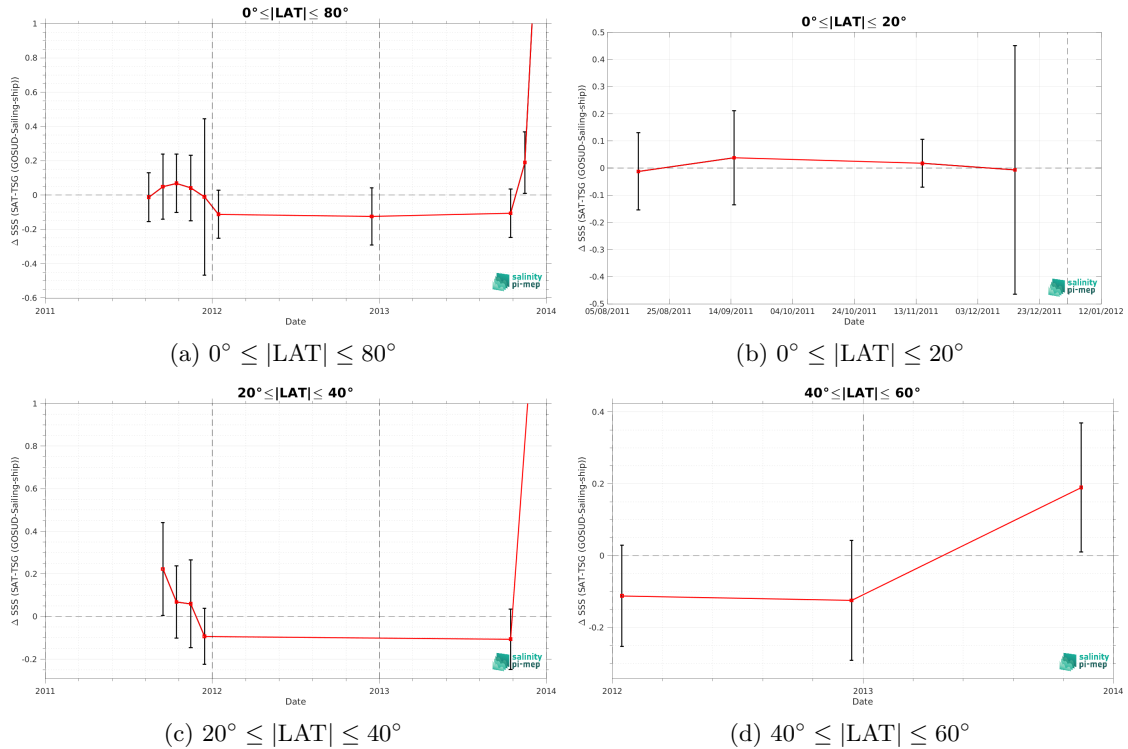 0°≤|LAT|≤ 80°
1
0.8
0.6
0.4
0.2
0
-0.2
-0.4
-0.6
Δ SSS (SAT-TSG (GOSUD-Sailing-ship))
2011
2012
2013
2014
Date
salinity
pi-mep
(a) 0° ≤ |LAT| ≤ 80°
0°≤|LAT|≤ 20°
0.5
0.4
0.3
0.2
0.1
0
-0.1
-0.2
-0.3
-0.4
-0.5
Δ SSS (SAT-TSG (GOSUD-Sailing-ship))
05/08/2011
25/08/2011
14/09/2011
04/10/2011
24/10/2011
13/11/2011
03/12/2011
23/12/2011
12/01/2012
Date
salinity
pi-mep
(b) 0° ≤ |LAT| ≤ 20°
20°≤|LAT|≤ 40°
1
0.8
0.6
0.4
0.2
0
-0.2
Δ SSS (SAT-TSG (GOSUD-Sailing-ship))
2011
2012
2013
2014
Date
salinity
pi-mep
(c) 20° ≤ |LAT| ≤ 40°
40°≤|LAT|≤ 60°
0.4
0.2
0
-0.2
Δ SSS (SAT-TSG (GOSUD-Sailing-ship))
2012
2013
2014
Date
salinity
pi-mep
(d) 40° ≤ |LAT| ≤ 60°